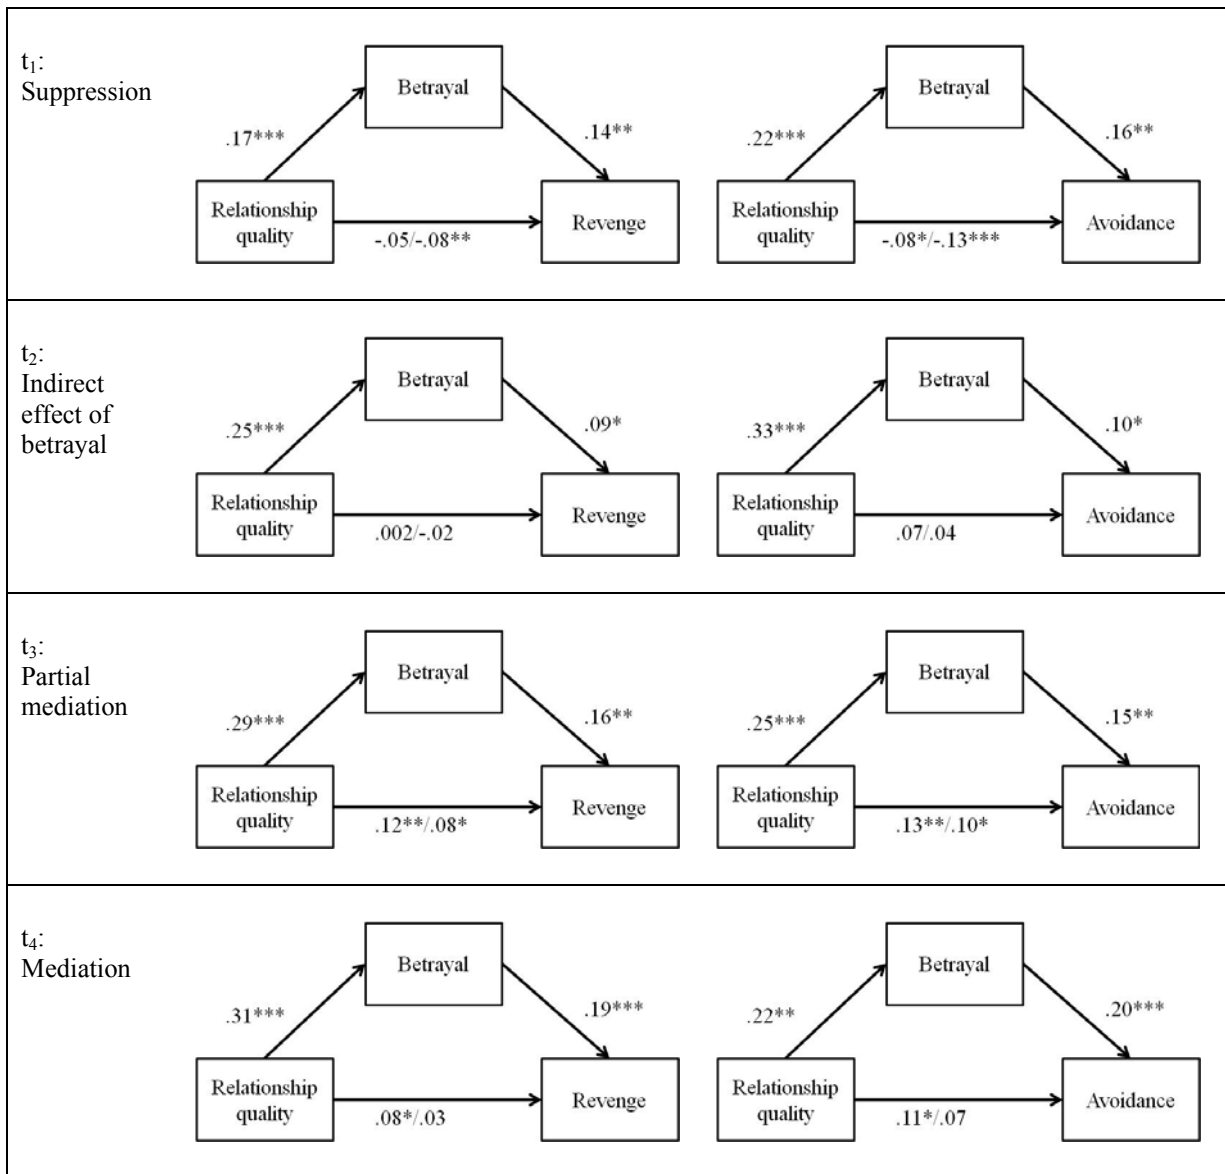 t₁:
Suppression
Betrayal
.17***
.14**
Relationship
quality
-.05/-.08**
Revenge
Betrayal
.22***
.16**
Relationship
quality
-.08*/-.13***
Avoidance
t₂:
Indirect
effect of
betrayal
Betrayal
.25***
.09*
Relationship
quality
.002/-.02
Revenge
Betrayal
.33***
.10*
Relationship
quality
.07/.04
Avoidance
t₃:
Partial
mediation
Betrayal
.29***
.16**
Relationship
quality
.12**/.08*
Revenge
Betrayal
.25***
.15**
Relationship
quality
.13**/.10*
Avoidance
t₄:
Mediation
Betrayal
.31***
.19***
Relationship
quality
.08*/.03
Revenge
Betrayal
.22**
.20***
Relationship
quality
.11*/.07
Avoidance